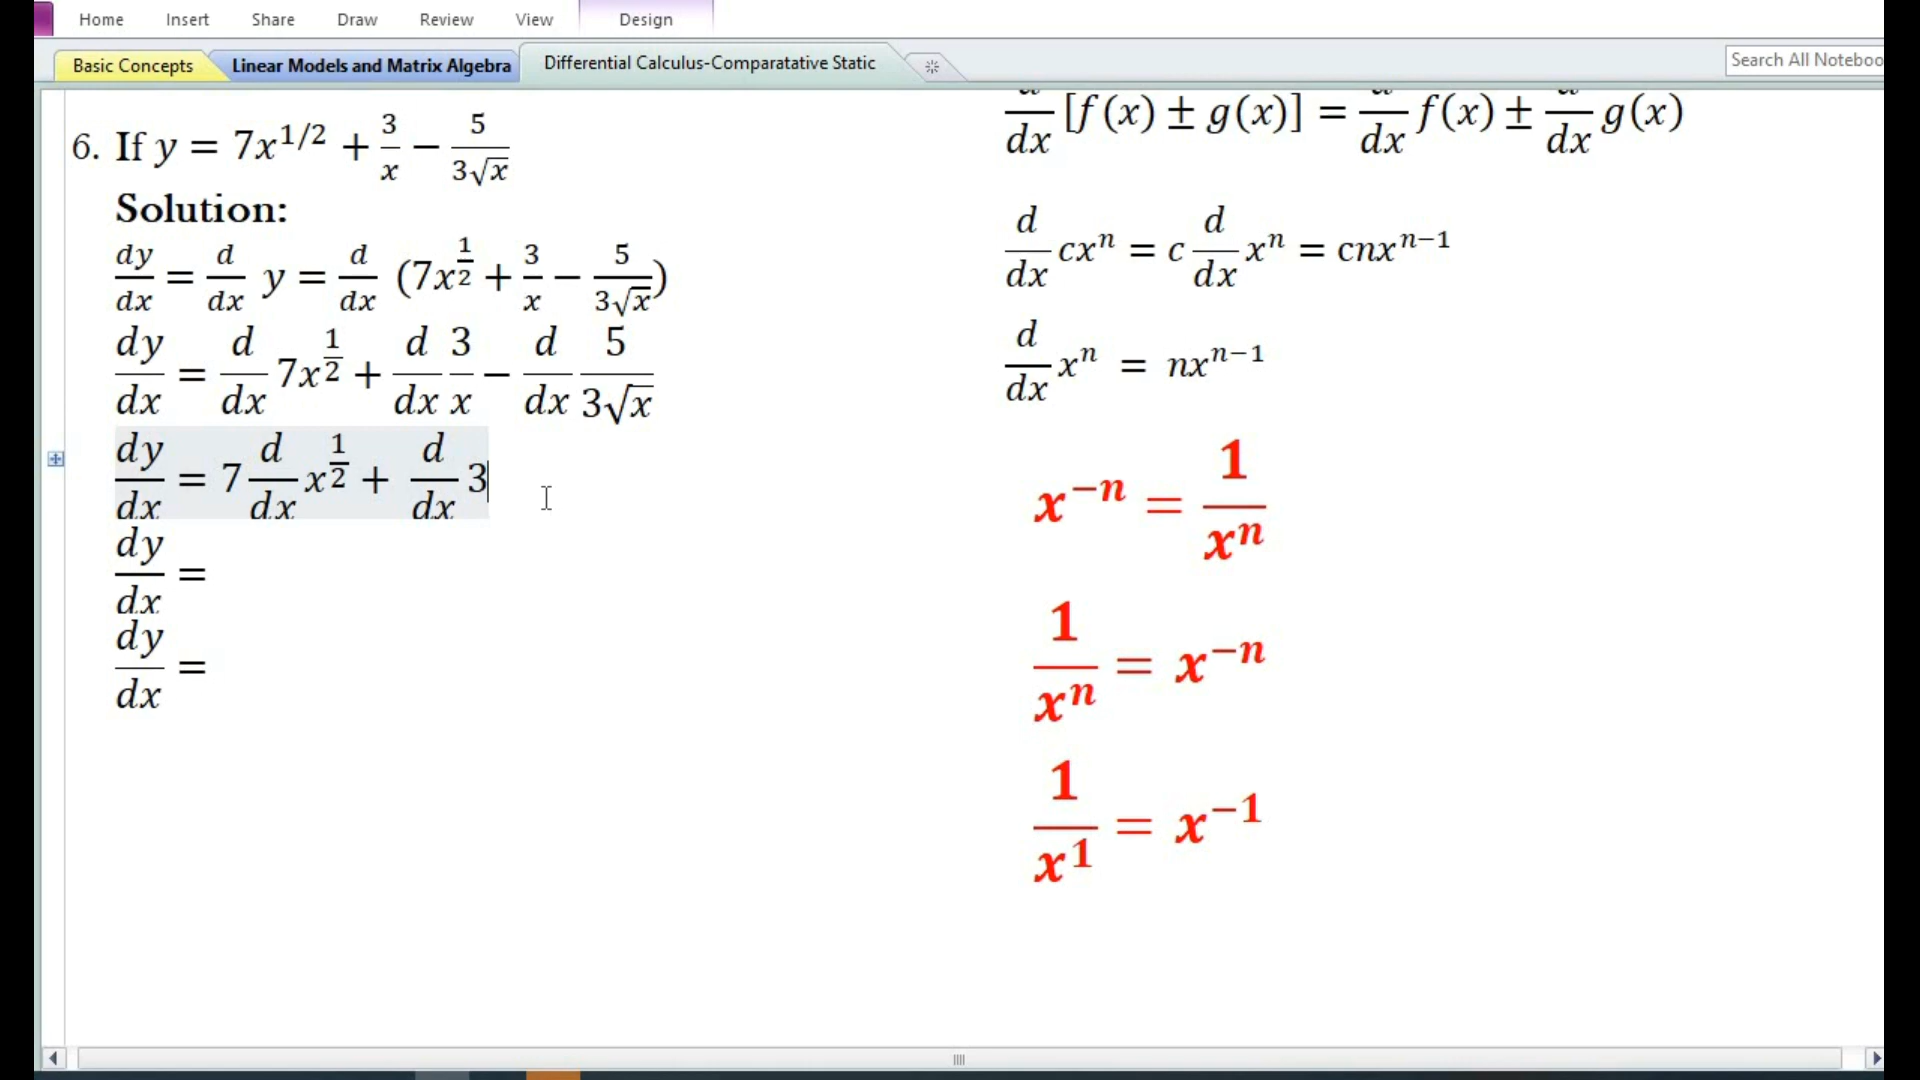 Home Insert Share Draw Review View Design
Basic Concepts Linear Models and Matrix Algebra Differential Calculus-Comparatative Static Search All Noteboo
6. If y = 7x^{1/2} + 3/x − 5/(3√x)
Solution:
dy/dx = d/dx y = d/dx (7x^{1/2} + 3/x − 5/(3√x))
dy/dx = d/dx 7x^{1/2} + d/dx 3/x − d/dx 5/(3√x)
dy/dx = 7 d/dx x^{1/2} + d/dx 3
dy/dx =
dy/dx =
d/dx [f(x) ± g(x)] = d/dx f(x) ± d/dx g(x)
d/dx cx^n = c d/dx x^n = cnx^{n−1}
d/dx x^n = nx^{n−1}
x^{−n} = 1/x^n
1/x^n = x^{−n}
1/x^1 = x^{−1}